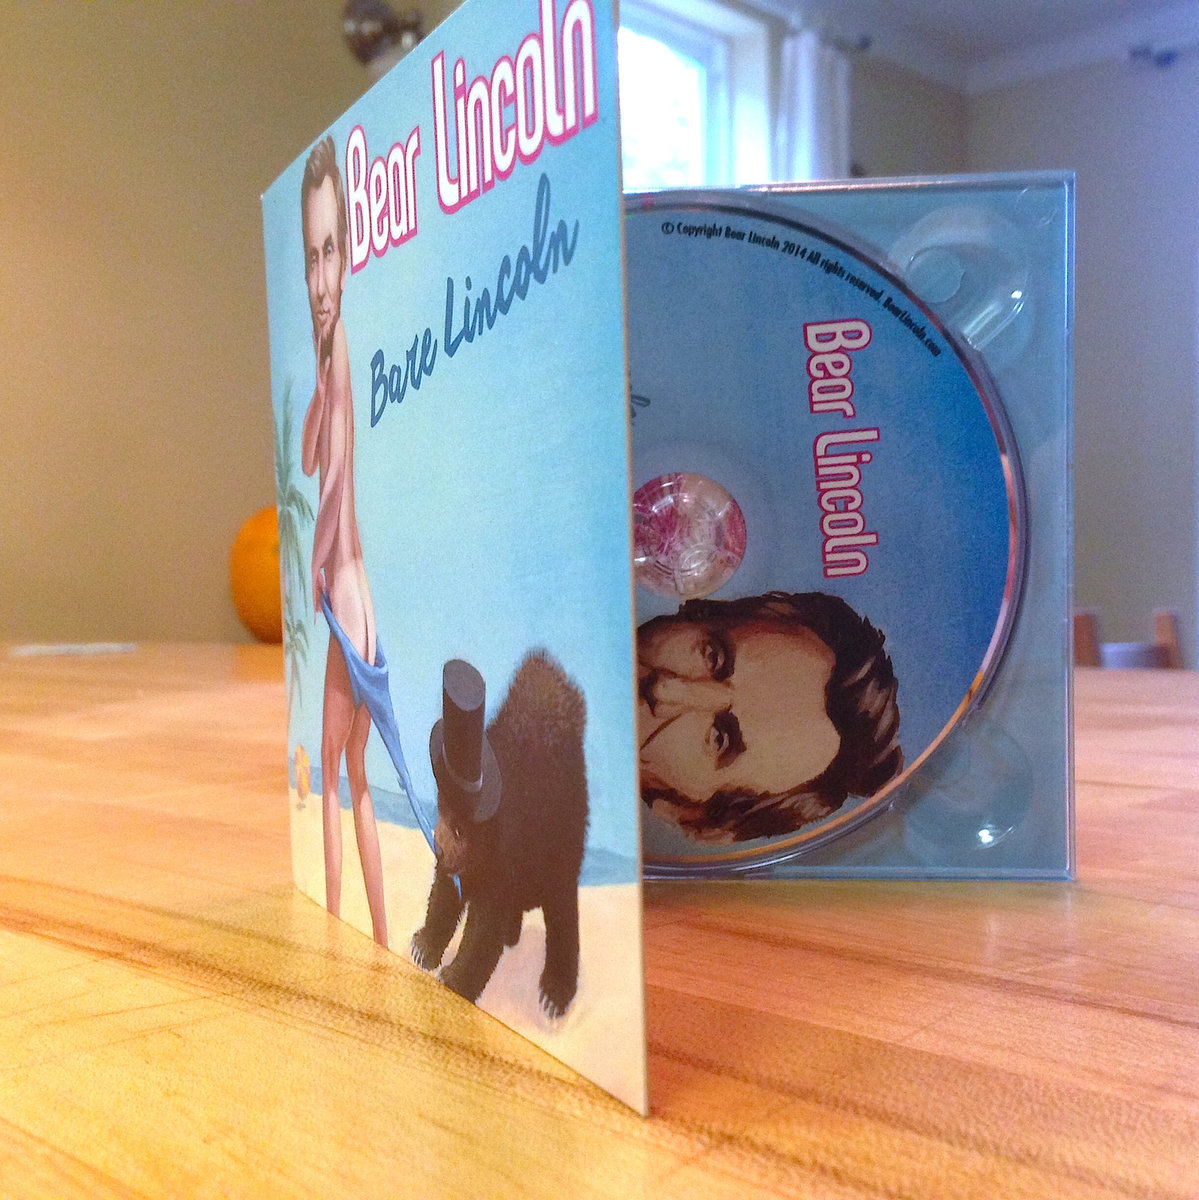 Bear Lincoln
Bare Lincoln
© Copyright Bear Lincoln 2014 All rights reserved. BearLincoln.com
Bear Lincoln